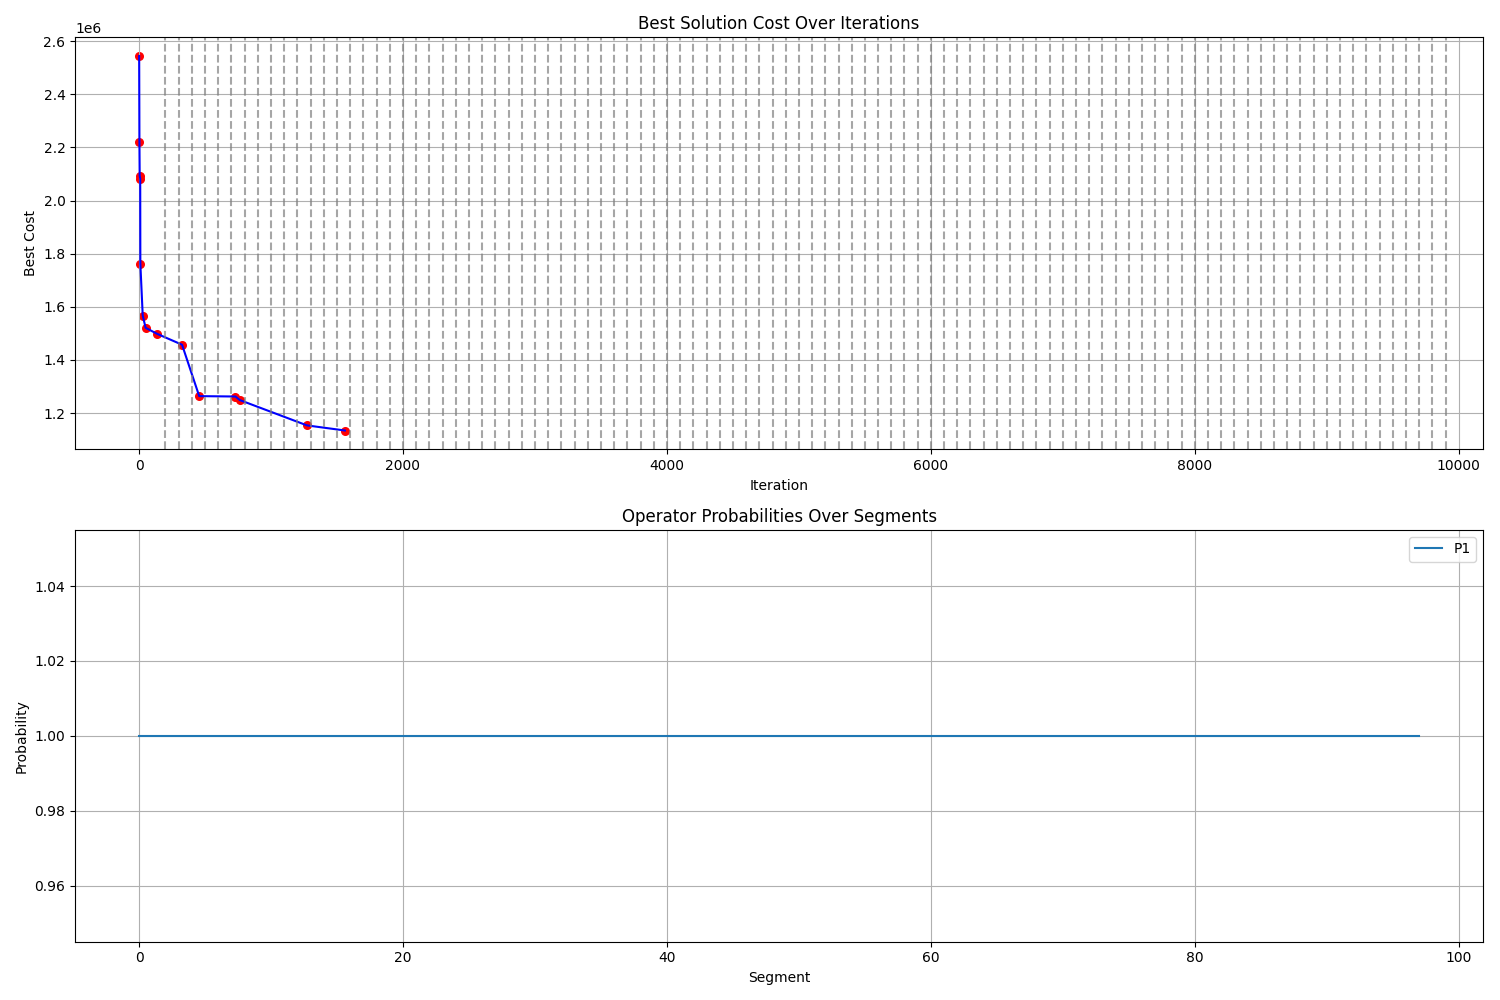 Best Solution Cost Over Iterations
1e6
2.6
2.4
2.2
2.0
1.8
1.6
1.4
1.2
Best Cost
0 2000 4000 6000 8000 10000
Iteration
Operator Probabilities Over Segments
P1
1.04
1.02
1.00
0.98
0.96
Probability
0 20 40 60 80 100
Segment